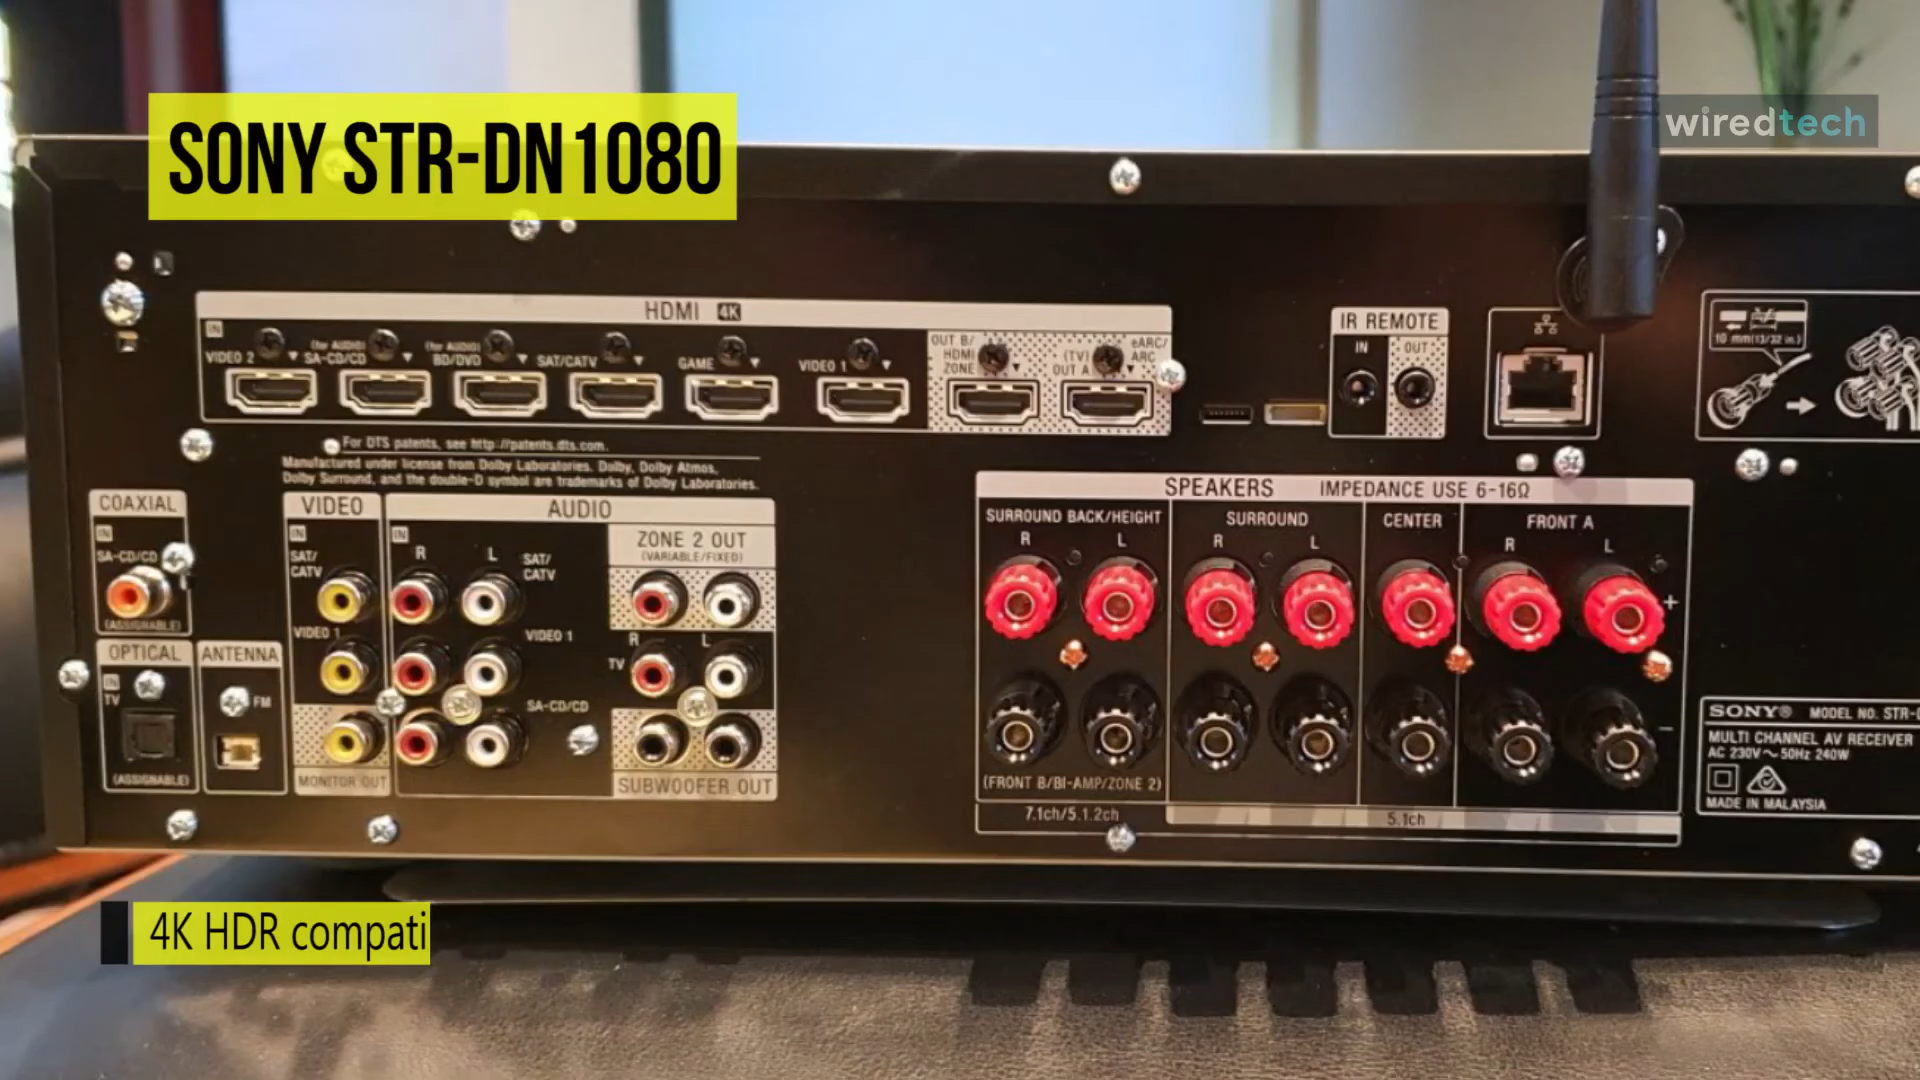 SONY STR-DN1080
wiredtech
HDMI 4K
IN
VIDEO 2
(for AUDIO)
SA-CD/CD
(for AUDIO)
BD/DVD
SAT/CATV
GAME
VIDEO 1
OUT B/
HDMI
ZONE
(TV)
OUT A
eARC/
ARC
IR REMOTE
IN
OUT
10 mm(13/32 in.)
For DTS patents, see http://patents.dts.com.
Manufactured under license from Dolby Laboratories. Dolby, Dolby Atmos,
Dolby Surround, and the double-D symbol are trademarks of Dolby Laboratories.
COAXIAL
IN
SA-CD/CD
(ASSIGNABLE)
OPTICAL
IN
TV
(ASSIGNABLE)
ANTENNA
FM
VIDEO
IN
SAT/
CATV
VIDEO 1
MONITOR OUT
AUDIO
IN
R
L
SAT/
CATV
VIDEO 1
SA-CD/CD
ZONE 2 OUT
(VARIABLE/FIXED)
R
L
TV
SUBWOOFER OUT
SPEAKERS
IMPEDANCE USE 6-16Ω
SURROUND BACK/HEIGHT
R
L
SURROUND
R
L
CENTER
FRONT A
R
L
+
−
(FRONT B/BI-AMP/ZONE 2)
7.1ch/5.1.2ch
5.1ch
SONY® MODEL NO. STR-
MULTI CHANNEL AV RECEIVER
AC 230V~50Hz 240W
MADE IN MALAYSIA
4K HDR compati